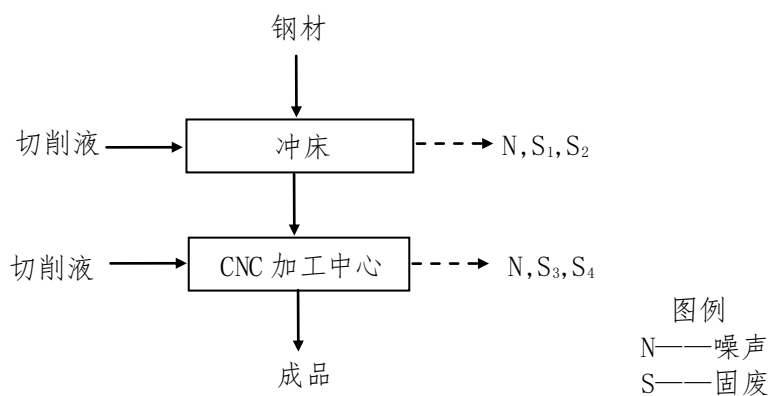 钢材
切削液
冲床
N,S₁,S₂
切削液
CNC 加工中心
N,S₃,S₄
成品
图例
N——噪声
S——固废